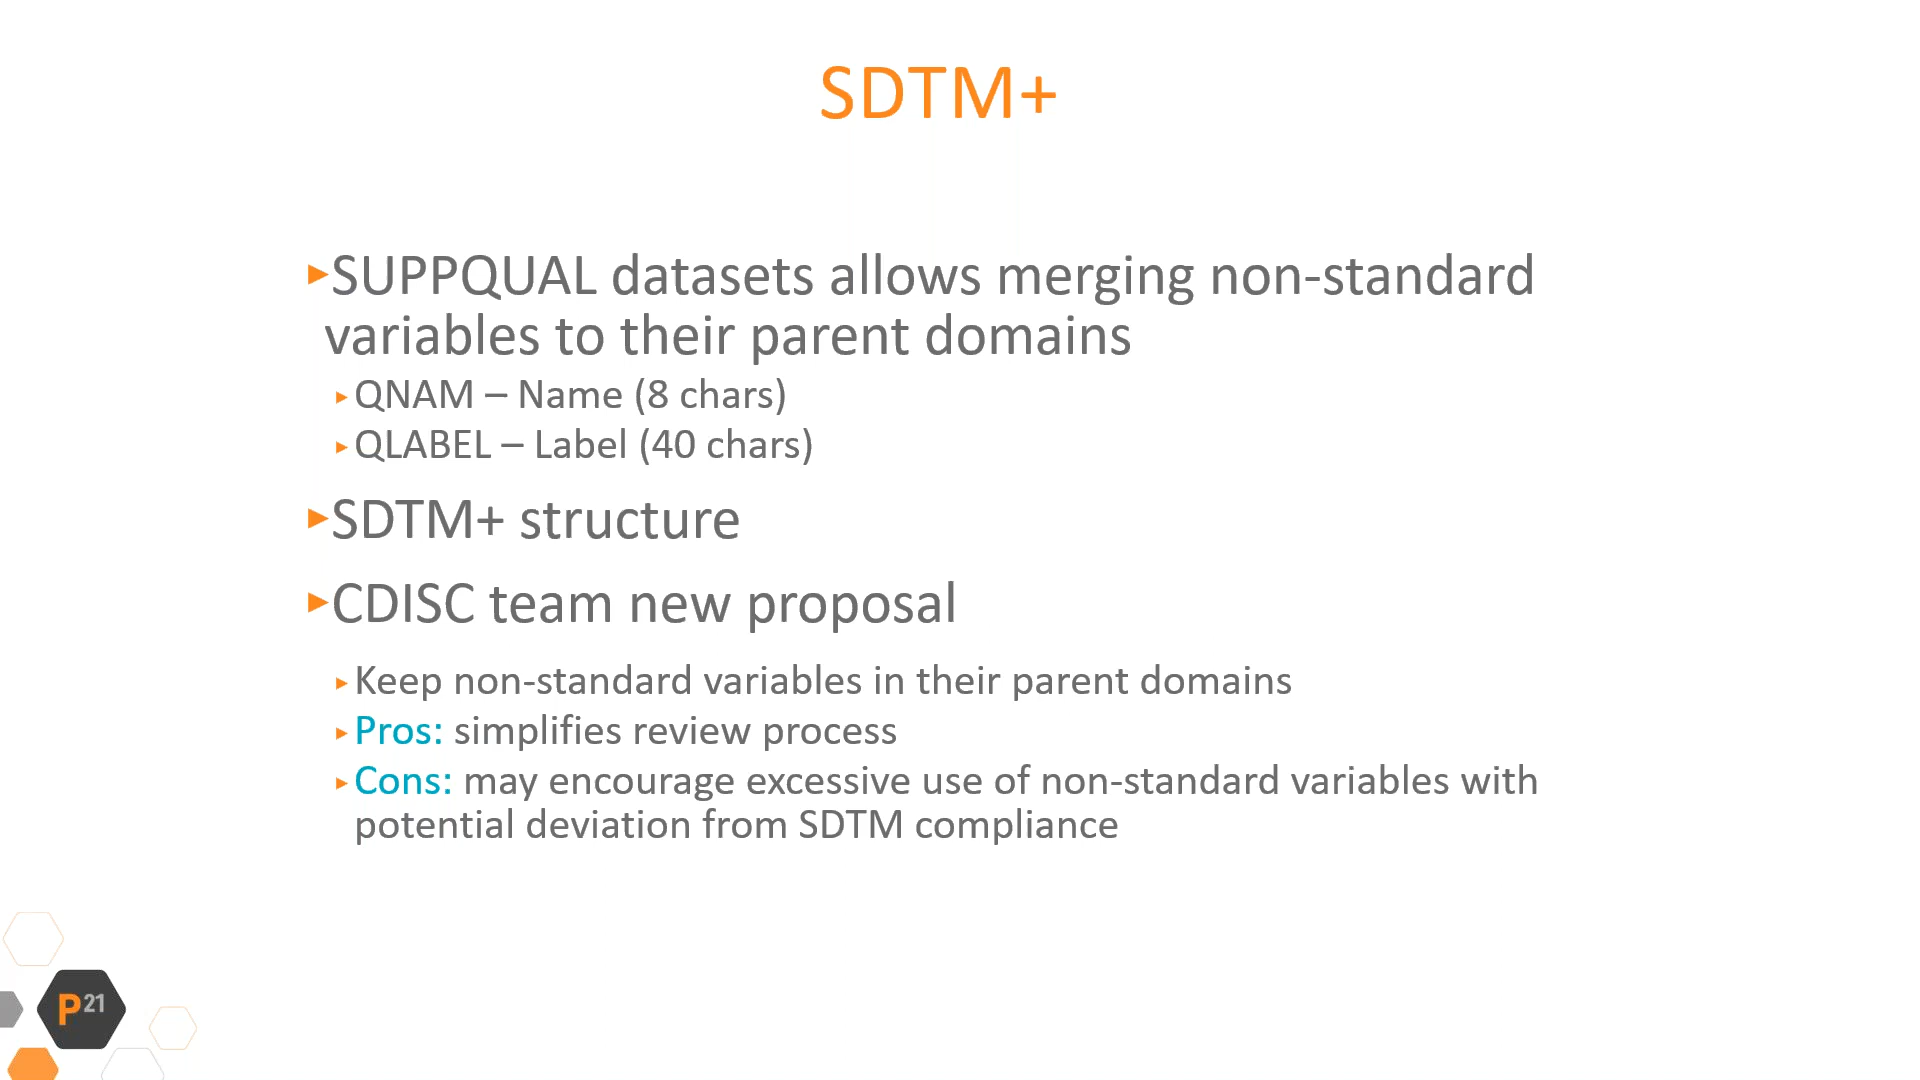 SDTM+
▸SUPPQUAL datasets allows merging non-standard
variables to their parent domains
▸QNAM – Name (8 chars)
▸QLABEL – Label (40 chars)
▸SDTM+ structure
▸CDISC team new proposal
▸Keep non-standard variables in their parent domains
▸Pros: simplifies review process
▸Cons: may encourage excessive use of non-standard variables with
potential deviation from SDTM compliance
P21